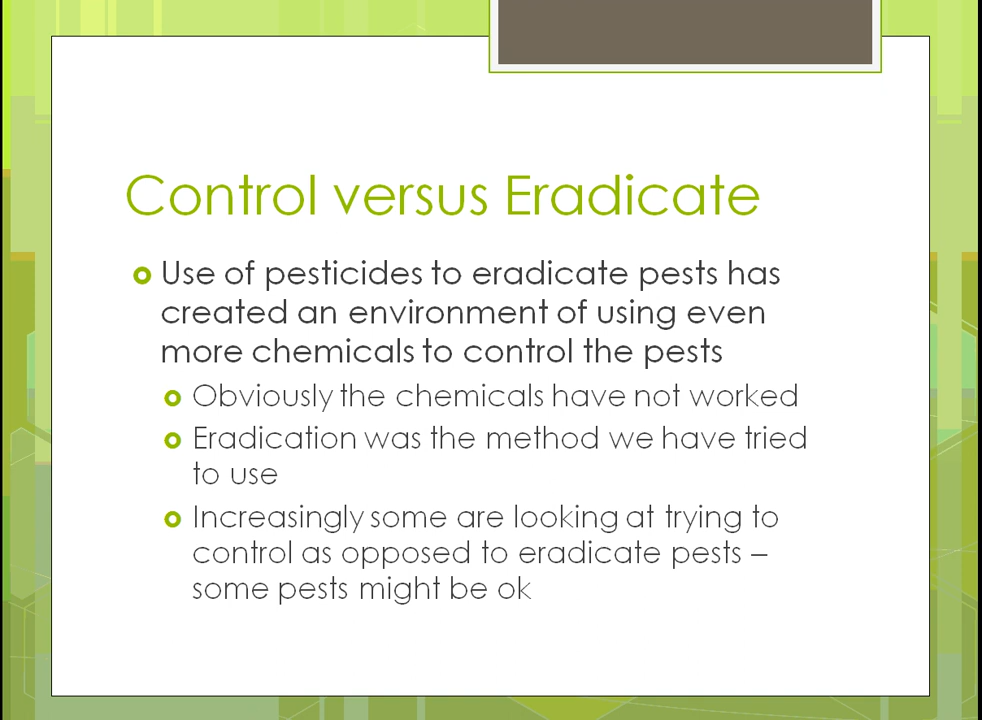 Control versus Eradicate
Use of pesticides to eradicate pests has
created an environment of using even
more chemicals to control the pests
Obviously the chemicals have not worked
Eradication was the method we have tried
to use
Increasingly some are looking at trying to
control as opposed to eradicate pests –
some pests might be ok